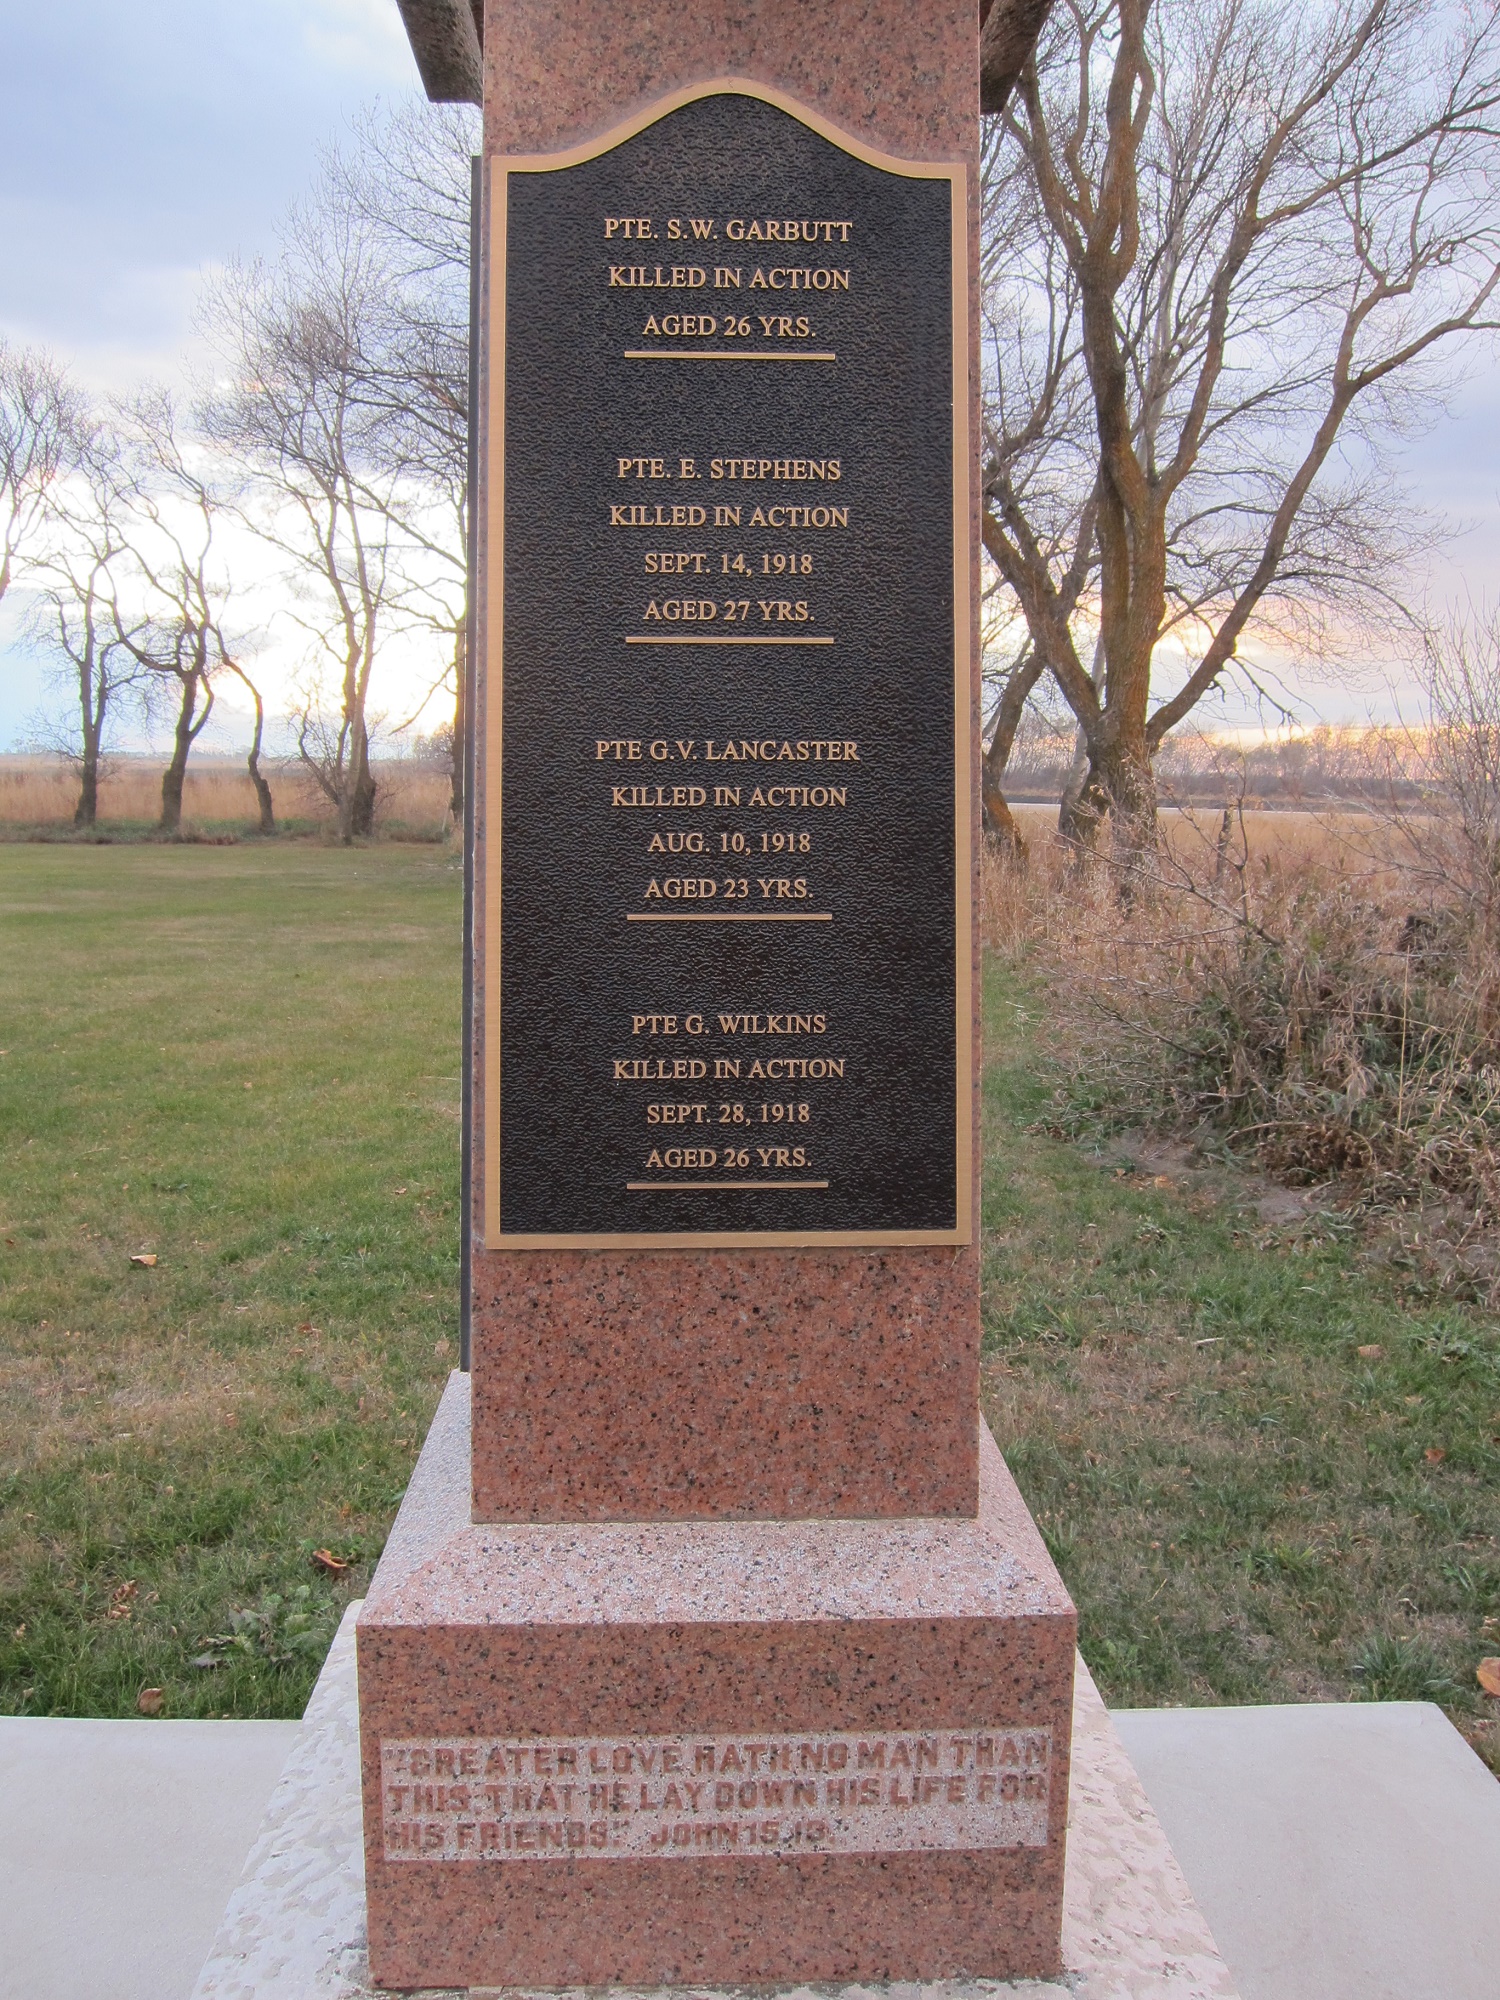 PTE. S.W. GARBUTT
KILLED IN ACTION
AGED 26 YRS.
PTE. E. STEPHENS
KILLED IN ACTION
SEPT. 14, 1918
AGED 27 YRS.
PTE G.V. LANCASTER
KILLED IN ACTION
AUG. 10, 1918
AGED 23 YRS.
PTE G. WILKINS
KILLED IN ACTION
SEPT. 28, 1918
AGED 26 YRS.
"GREATER LOVE HATH NO MAN THAN
THIS THAT HE LAY DOWN HIS LIFE FOR
HIS FRIENDS." JOHN 15.13.